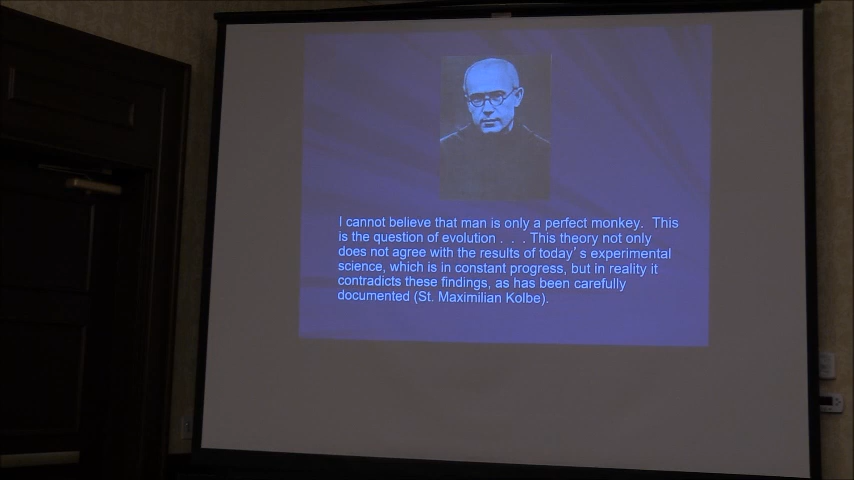 I cannot believe that man is only a perfect monkey. This
is the question of evolution . . . This theory not only
does not agree with the results of today's experimental
science, which is in constant progress, but in reality it
contradicts these findings, as has been carefully
documented (St. Maximilian Kolbe).